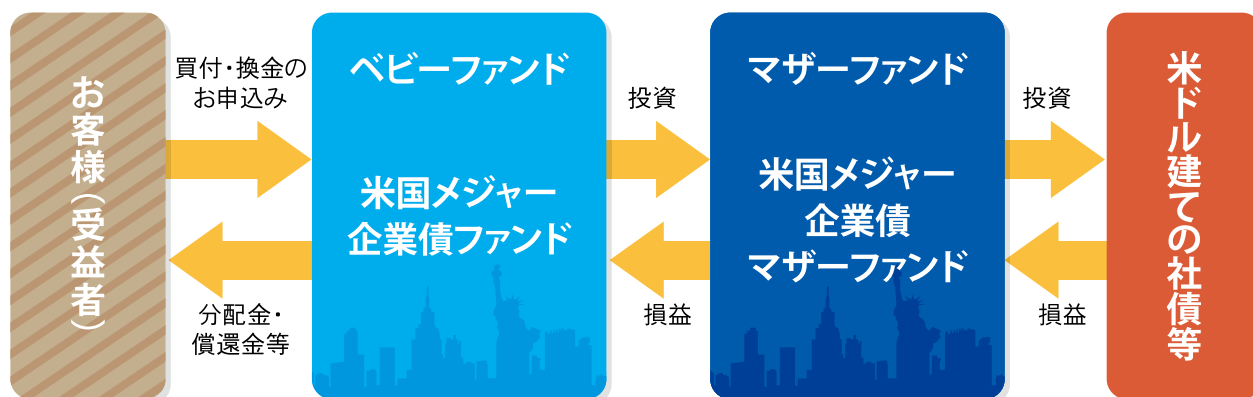 お客様（受益者）
買付・換金の
お申込み
分配金・
償還金等
ベビーファンド
米国メジャー
企業債ファンド
投資
損益
マザーファンド
米国メジャー
企業債
マザーファンド
投資
損益
米ドル建ての社債等